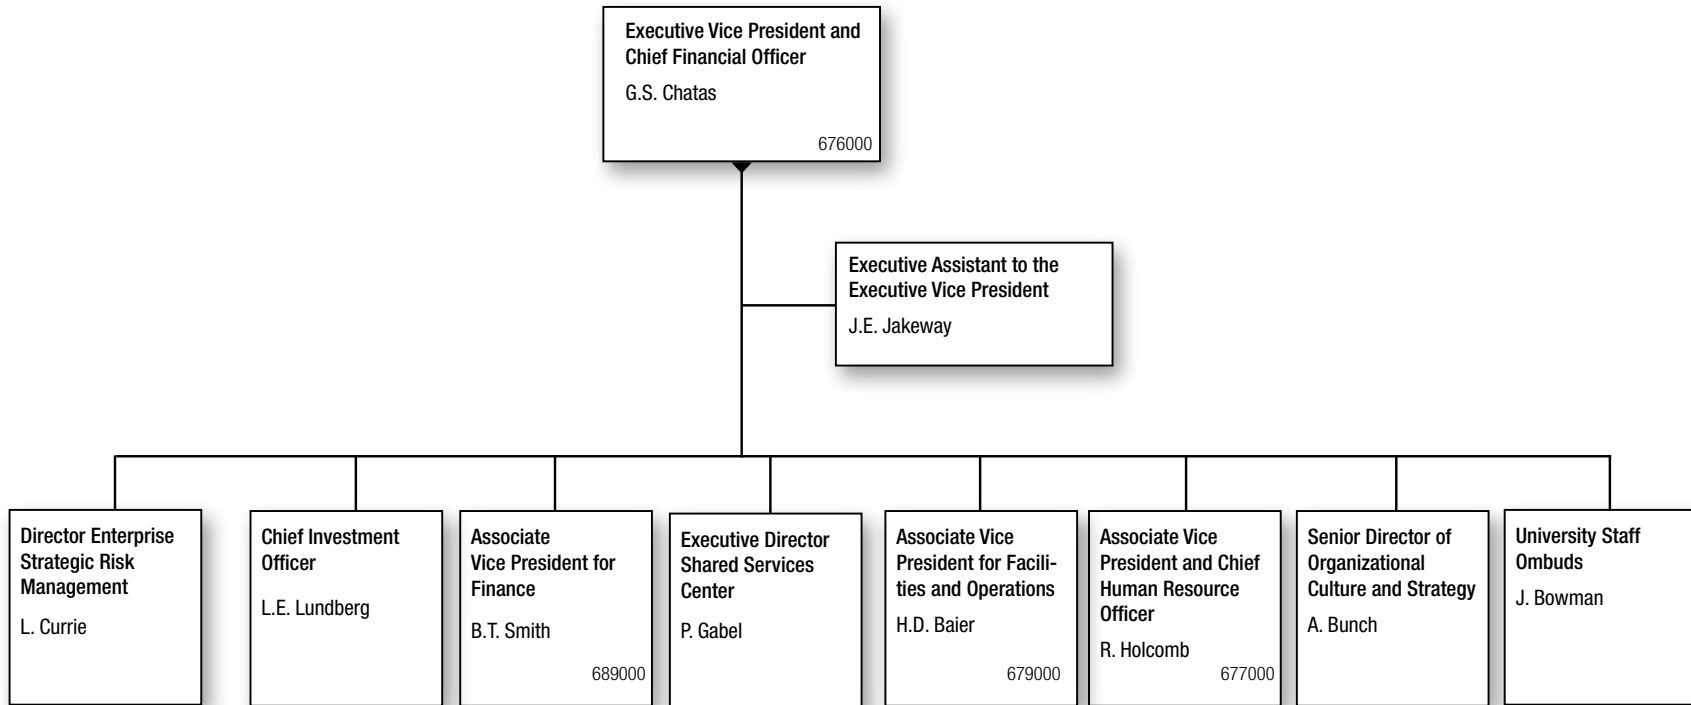 Executive Vice President and
Chief Financial Officer
G.S. Chatas
676000
Executive Assistant to the
Executive Vice President
J.E. Jakeway
Director Enterprise
Strategic Risk
Management
L. Currie
Chief Investment
Officer
L.E. Lundberg
Associate
Vice President for
Finance
B.T. Smith
689000
Executive Director
Shared Services
Center
P. Gabel
Associate Vice
President for Facili-
ties and Operations
H.D. Baier
679000
Associate Vice
President and Chief
Human Resource
Officer
R. Holcomb
677000
Senior Director of
Organizational
Culture and Strategy
A. Bunch
University Staff
Ombuds
J. Bowman